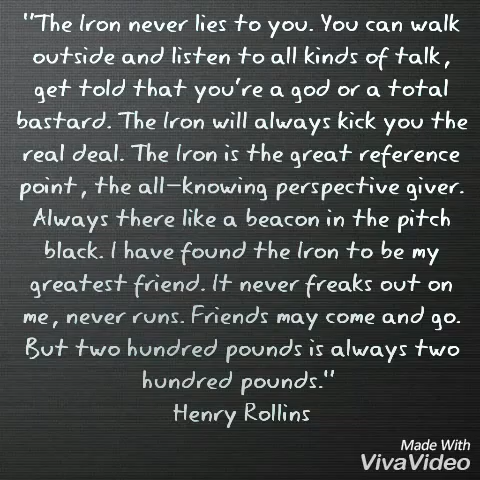 "The Iron never lies to you. You can walk
outside and listen to all kinds of talk,
get told that you're a god or a total
bastard. The Iron will always kick you the
real deal. The Iron is the great reference
point, the all-knowing perspective giver.
Always there like a beacon in the pitch
black. I have found the Iron to be my
greatest friend. It never freaks out on
me, never runs. Friends may come and go.
But two hundred pounds is always two
hundred pounds."
Henry Rollins
Made With
VivaVideo